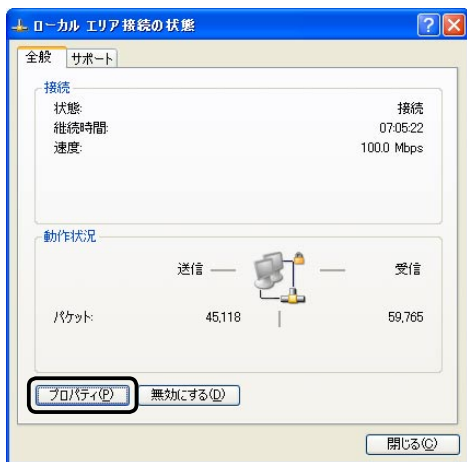 ローカル エリア接続の状態
全般 サポート
接続
状態: 接続
継続時間: 07:05:22
速度: 100.0 Mbps
動作状況
送信 受信
パケット: 45,118 59,765
プロパティ(P) 無効にする(D)
閉じる(C)